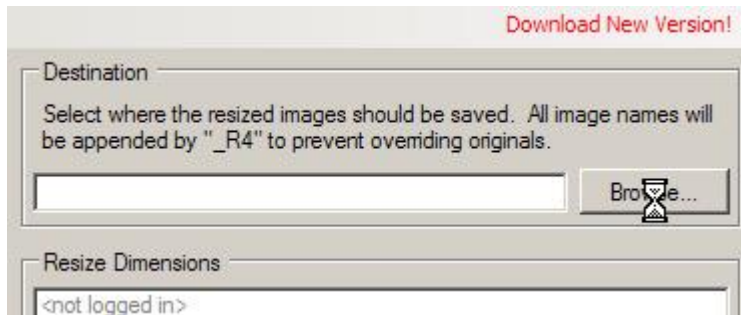 Download New Version!
Destination
Select where the resized images should be saved. All image names will
be appended by "_R4" to prevent overriding originals.
Browse...
Resize Dimensions
<not logged in>